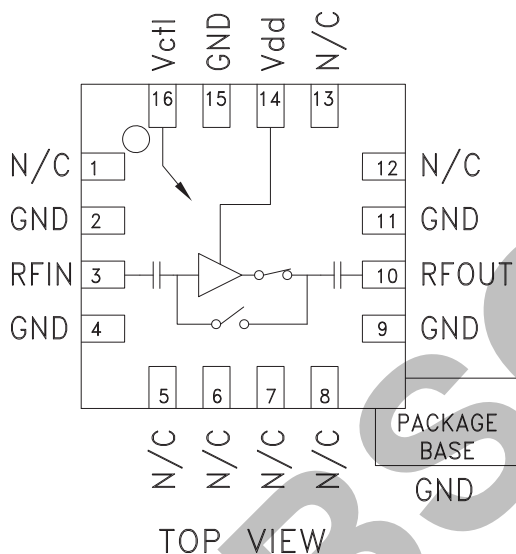 Vctl GND Vdd N/C
16 15 14 13
N/C 1 12 N/C
GND 2 11 GND
RFIN 3 10 RFOUT
GND 4 9 GND
5 6 7 8
N/C N/C N/C N/C
PACKAGE
BASE
GND
TOP VIEW